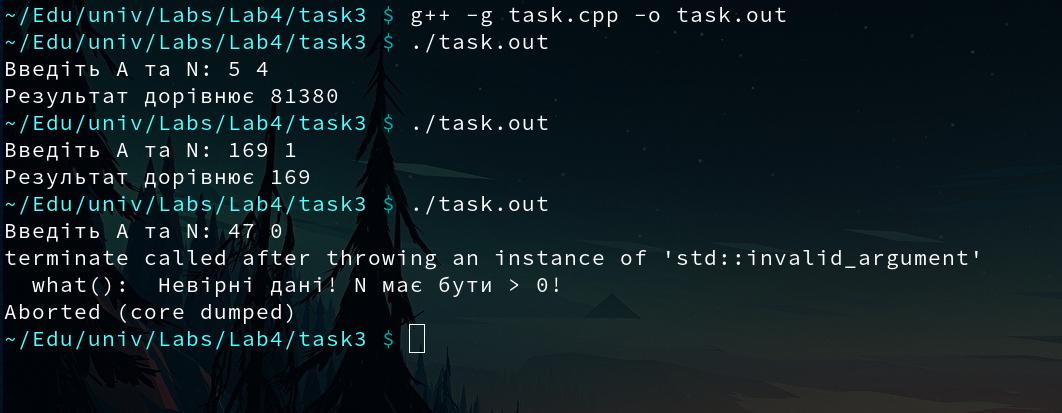 ~/Edu/univ/Labs/Lab4/task3 $ g++ -g task.cpp -o task.out
~/Edu/univ/Labs/Lab4/task3 $ ./task.out
Введіть A та N: 5 4
Результат дорівнює 81380
~/Edu/univ/Labs/Lab4/task3 $ ./task.out
Введіть A та N: 169 1
Результат дорівнює 169
~/Edu/univ/Labs/Lab4/task3 $ ./task.out
Введіть A та N: 47 0
terminate called after throwing an instance of 'std::invalid_argument'
  what():  Невірні дані! N має бути > 0!
Aborted (core dumped)
~/Edu/univ/Labs/Lab4/task3 $